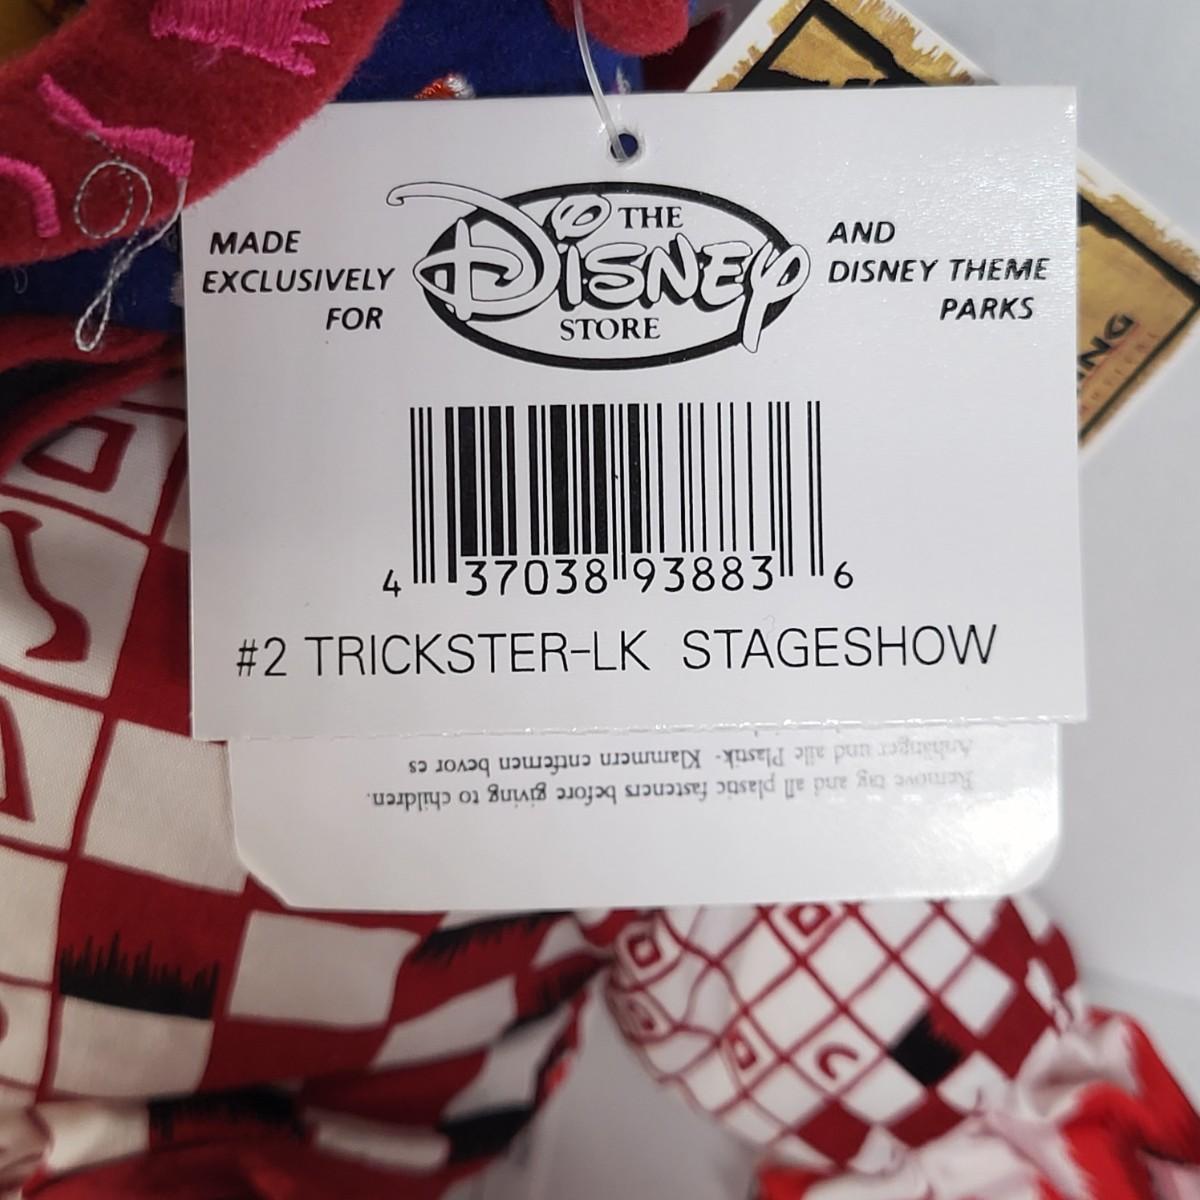 MADE
EXCLUSIVELY
FOR
THE
DISNEY
STORE
AND
DISNEY THEME
PARKS
4 37038 93883 6
#2 TRICKSTER-LK STAGESHOW
Remove tag and all plastic fasteners before giving to children.
Anhänger und alle Plastik- Klammern entfernen bevor es